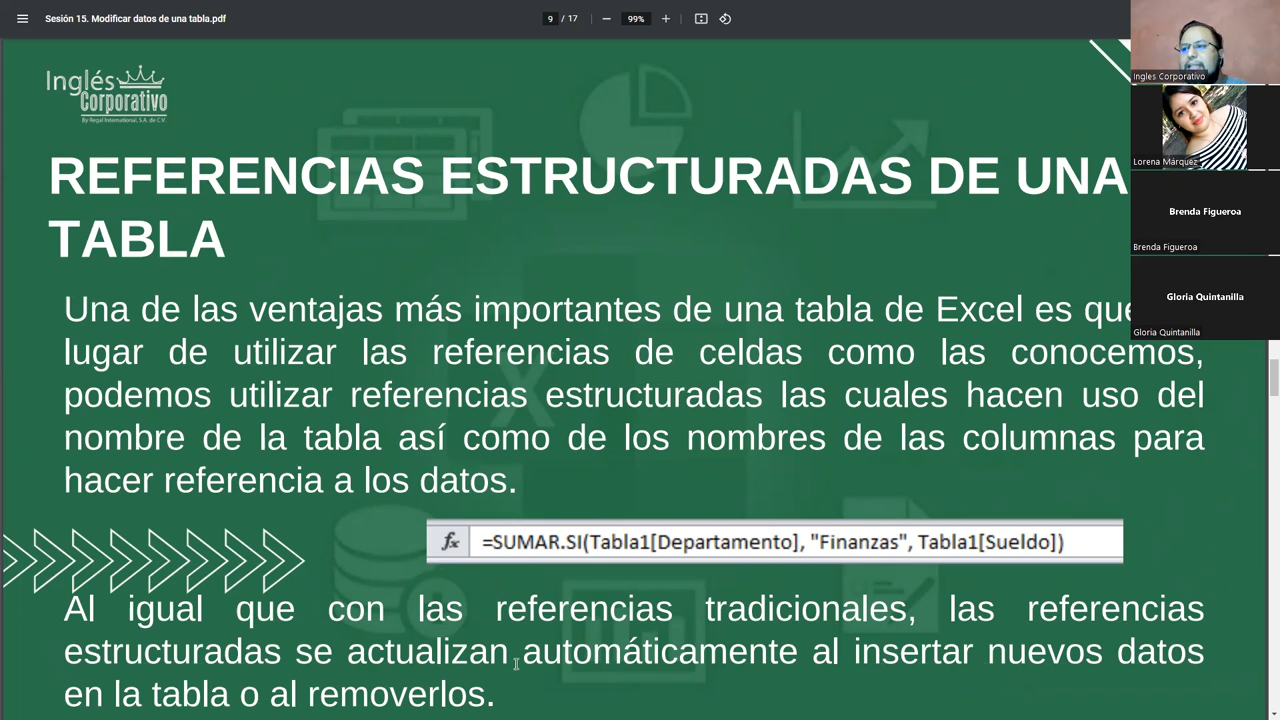 Sesión 15. Modificar datos de una tabla.pdf
9 / 17
99%
Inglés
Corporativo
By Regal International, S.A. de C.V.
REFERENCIAS ESTRUCTURADAS DE UNA
TABLA
Una de las ventajas más importantes de una tabla de Excel es que
lugar de utilizar las referencias de celdas como las conocemos,
podemos utilizar referencias estructuradas las cuales hacen uso del
nombre de la tabla así como de los nombres de las columnas para
hacer referencia a los datos.
fx =SUMAR.SI(Tabla1[Departamento], "Finanzas", Tabla1[Sueldo])
Al igual que con las referencias tradicionales, las referencias
estructuradas se actualizan automáticamente al insertar nuevos datos
en la tabla o al removerlos.
Ingles Corporativo
Lorena Márquez
Brenda Figueroa
Brenda Figueroa
Gloria Quintanilla
Gloria Quintanilla